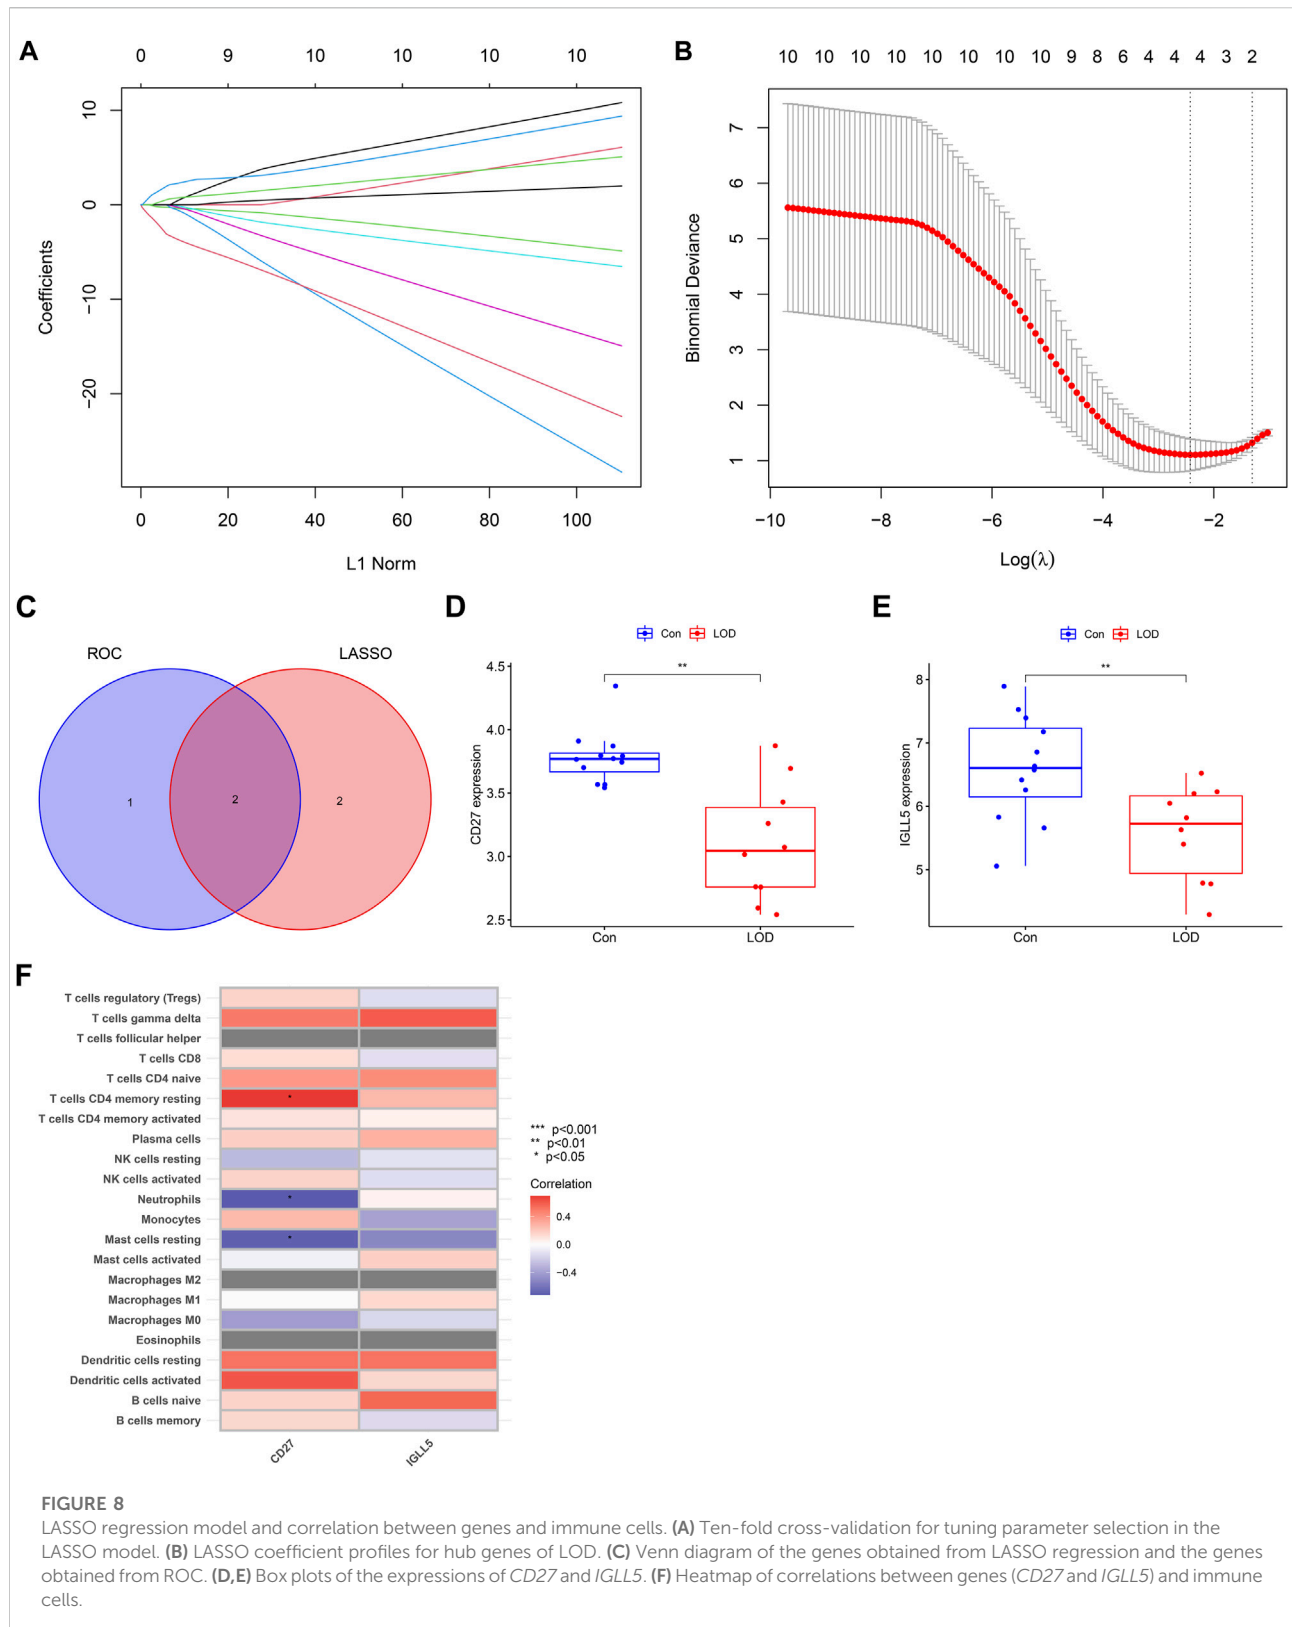 A
0 9 10 10 10 10
10
0
−10
−20
Coefficients
0 20 40 60 80 100
L1 Norm
B
10 10 10 10 10 10 10 10 9 8 6 4 4 4 3 2
7
6
5
4
3
2
1
Binomial Deviance
−10 −8 −6 −4 −2
Log(λ)
C
ROC LASSO
1 2 2
D
Con LOD
**
4.5
4.0
3.5
3.0
2.5
CD27 expression
Con LOD
E
Con LOD
**
8
7
6
5
IGLL5 expression
Con LOD
F
T cells regulatory (Tregs)
T cells gamma delta
T cells follicular helper
T cells CD8
T cells CD4 naive
T cells CD4 memory resting
*
T cells CD4 memory activated
Plasma cells
NK cells resting
NK cells activated
Neutrophils
*
Monocytes
Mast cells resting
*
Mast cells activated
Macrophages M2
Macrophages M1
Macrophages M0
Eosinophils
Dendritic cells resting
Dendritic cells activated
B cells naive
B cells memory
CD27 IGLL5
*** p<0.001
** p<0.01
* p<0.05
Correlation
0.4
0.0
−0.4
FIGURE 8
LASSO regression model and correlation between genes and immune cells. (A) Ten-fold cross-validation for tuning parameter selection in the
LASSO model. (B) LASSO coefficient profiles for hub genes of LOD. (C) Venn diagram of the genes obtained from LASSO regression and the genes
obtained from ROC. (D,E) Box plots of the expressions of CD27 and IGLL5. (F) Heatmap of correlations between genes (CD27 and IGLL5) and immune
cells.